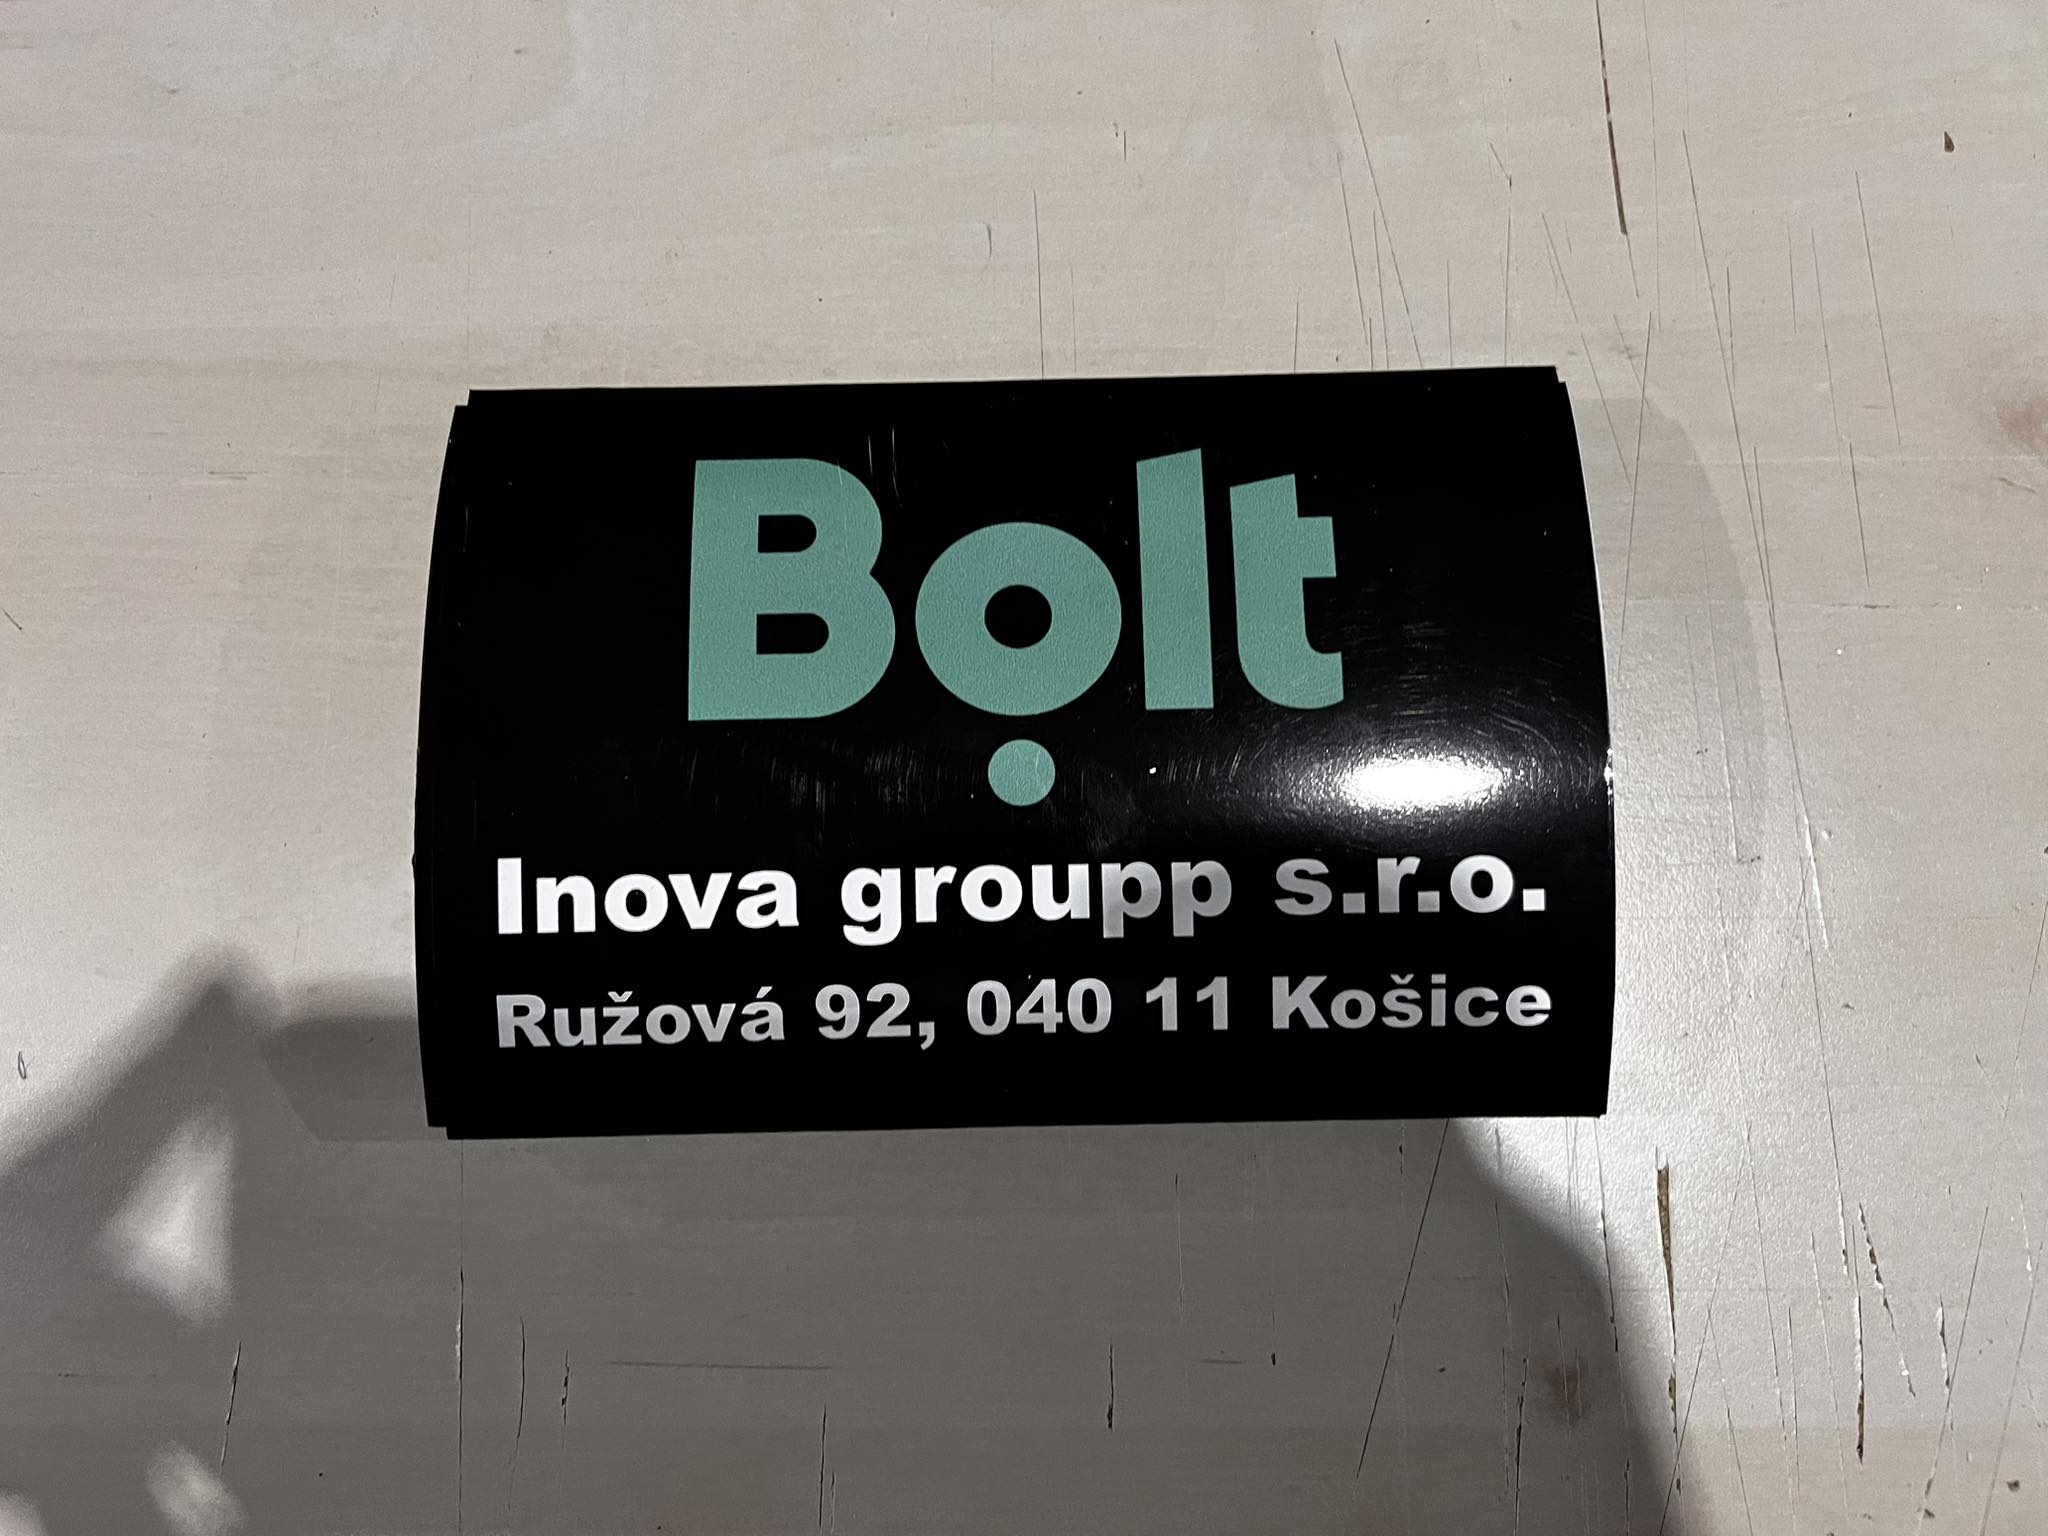 Bolt
Inova groupp s.r.o.
Ružová 92, 040 11 Košice